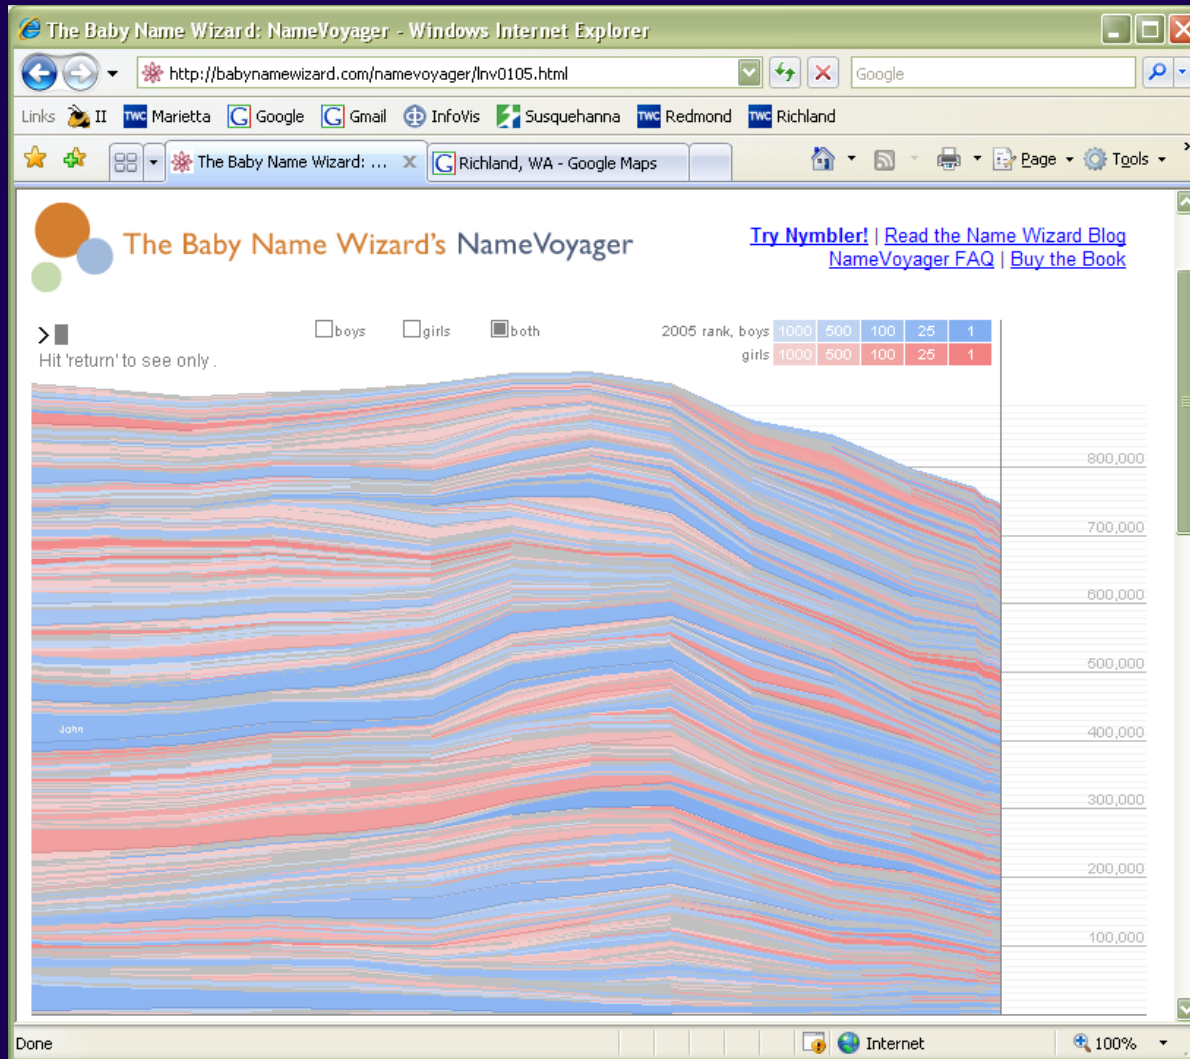 The Baby Name Wizard: NameVoyager - Windows Internet Explorer
http://babynamewizard.com/namevoyager/lnv0105.html
Google
Links II TWC Marietta G Google G Gmail InfoVis Susquehanna TWC Redmond TWC Richland
The Baby Name Wizard: ... X G Richland, WA - Google Maps
Page Tools
The Baby Name Wizard's NameVoyager
Try Nymbler! | Read the Name Wizard Blog
NameVoyager FAQ | Buy the Book
>
boys girls both
2005 rank, boys 1000 500 100 25 1
girls 1000 500 100 25 1
Hit 'return' to see only .
800,000
700,000
600,000
500,000
John
400,000
300,000
200,000
100,000
Done
Internet
100%